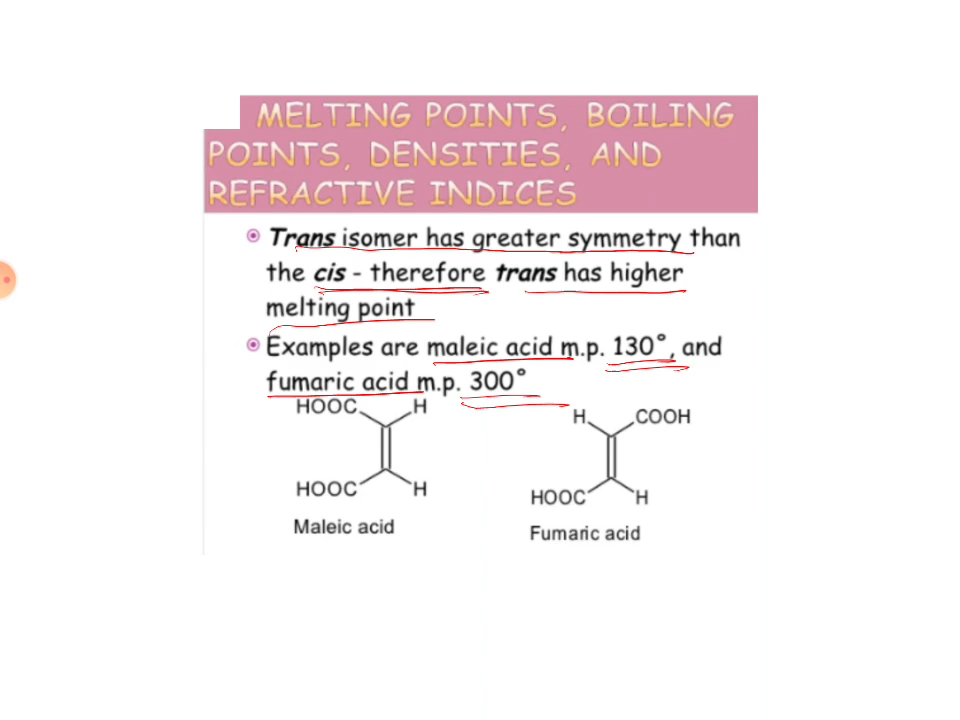 MELTING POINTS, BOILING
POINTS, DENSITIES, AND
REFRACTIVE INDICES
Trans isomer has greater symmetry than
the cis - therefore trans has higher
melting point
Examples are maleic acid m.p. 130°, and
fumaric acid m.p. 300°
HOOC H
H COOH
HOOC H
HOOC H
Maleic acid
Fumaric acid